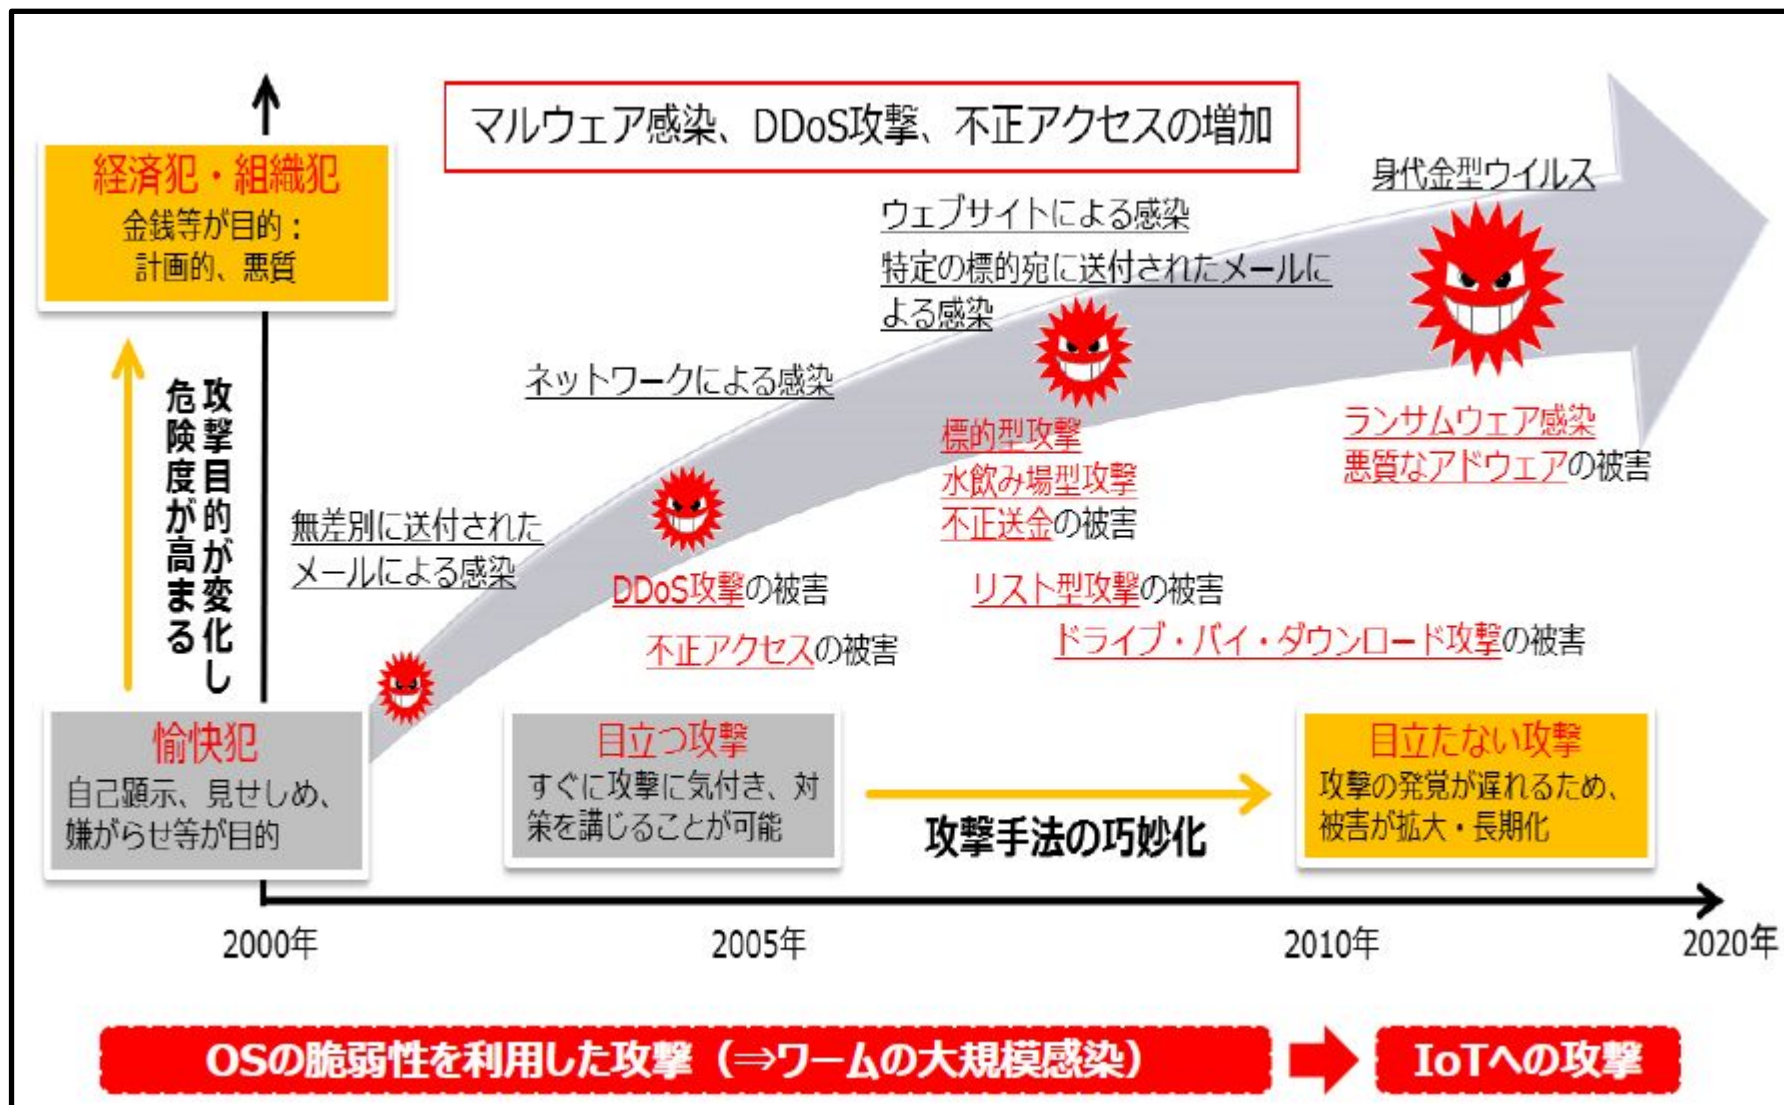 マルウェア感染、DDoS攻撃、不正アクセスの増加
経済犯・組織犯
金銭等が目的：
計画的、悪質
攻撃目的が変化し
危険度が高まる
愉快犯
自己顕示、見せしめ、
嫌がらせ等が目的
無差別に送付された
メールによる感染
ネットワークによる感染
DDoS攻撃の被害
不正アクセスの被害
ウェブサイトによる感染
特定の標的宛に送付されたメールに
よる感染
標的型攻撃
水飲み場型攻撃
不正送金の被害
リスト型攻撃の被害
ドライブ・バイ・ダウンロード攻撃の被害
身代金型ウイルス
ランサムウェア感染
悪質なアドウェアの被害
目立つ攻撃
すぐに攻撃に気付き、対
策を講じることが可能
攻撃手法の巧妙化
目立たない攻撃
攻撃の発覚が遅れるため、
被害が拡大・長期化
2000年
2005年
2010年
2020年
OSの脆弱性を利用した攻撃（⇒ワームの大規模感染）
IoTへの攻撃